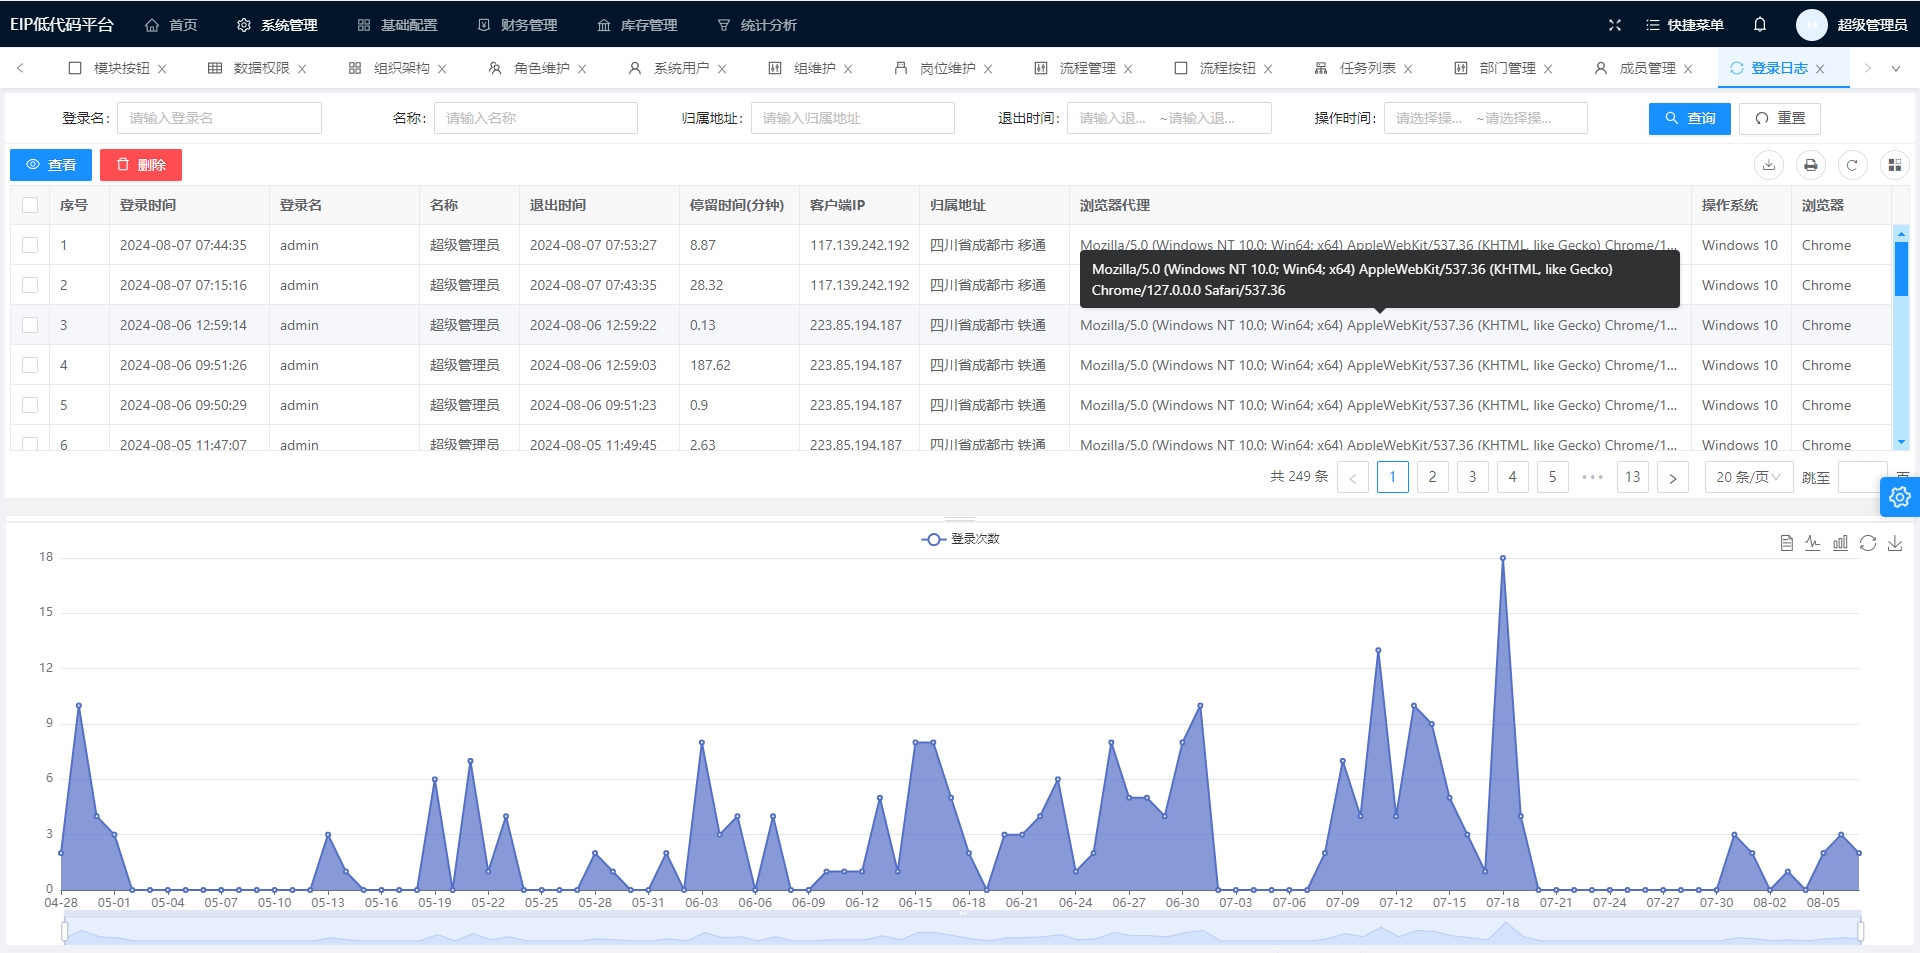 EIP低代码平台 首页 系统管理 基础配置 财务管理 库存管理 统计分析 快捷菜单 超级管理员
模块按钮 数据权限 组织架构 角色维护 系统用户 组维护 岗位维护 流程管理 流程按钮 任务列表 部门管理 成员管理 登录日志
登录名: 请输入登录名 名称: 请输入名称 归属地址: 请输入归属地址 退出时间: 请输入退... ~请输入退... 操作时间: 请选择操... ~请选择操... 查询 重置
查看 删除
序号 登录时间 登录名 名称 退出时间 停留时间(分钟) 客户端IP 归属地址 浏览器代理 操作系统 浏览器
1 2024-08-07 07:44:35 admin 超级管理员 2024-08-07 07:53:27 8.87 117.139.242.192 四川省成都市 移通 Mozilla/5.0 (Windows NT 10.0; Win64; x64) AppleWebKit/537.36 (KHTML, like Gecko) Chrome/1... Windows 10 Chrome
Mozilla/5.0 (Windows NT 10.0; Win64; x64) AppleWebKit/537.36 (KHTML, like Gecko)
Chrome/127.0.0.0 Safari/537.36
2 2024-08-07 07:15:16 admin 超级管理员 2024-08-07 07:43:35 28.32 117.139.242.192 四川省成都市 移通 Windows 10 Chrome
3 2024-08-06 12:59:14 admin 超级管理员 2024-08-06 12:59:22 0.13 223.85.194.187 四川省成都市 铁通 Mozilla/5.0 (Windows NT 10.0; Win64; x64) AppleWebKit/537.36 (KHTML, like Gecko) Chrome/1... Windows 10 Chrome
4 2024-08-06 09:51:26 admin 超级管理员 2024-08-06 12:59:03 187.62 223.85.194.187 四川省成都市 铁通 Mozilla/5.0 (Windows NT 10.0; Win64; x64) AppleWebKit/537.36 (KHTML, like Gecko) Chrome/1... Windows 10 Chrome
5 2024-08-06 09:50:29 admin 超级管理员 2024-08-06 09:51:23 0.9 223.85.194.187 四川省成都市 铁通 Mozilla/5.0 (Windows NT 10.0; Win64; x64) AppleWebKit/537.36 (KHTML, like Gecko) Chrome/1... Windows 10 Chrome
6 2024-08-05 11:47:07 admin 超级管理员 2024-08-05 11:49:45 2.63 223.85.194.187 四川省成都市 铁通 Mozilla/5.0 (Windows NT 10.0; Win64; x64) AppleWebKit/537.36 (KHTML, like Gecko) Chrome/1... Windows 10 Chrome
共 249 条 1 2 3 4 5 ••• 13 20 条/页 跳至
登录次数
18
15
12
9
6
3
0
04-28 05-01 05-04 05-07 05-10 05-13 05-16 05-19 05-22 05-25 05-28 05-31 06-03 06-06 06-09 06-12 06-15 06-18 06-21 06-24 06-27 06-30 07-03 07-06 07-09 07-12 07-15 07-18 07-21 07-24 07-27 07-30 08-02 08-05